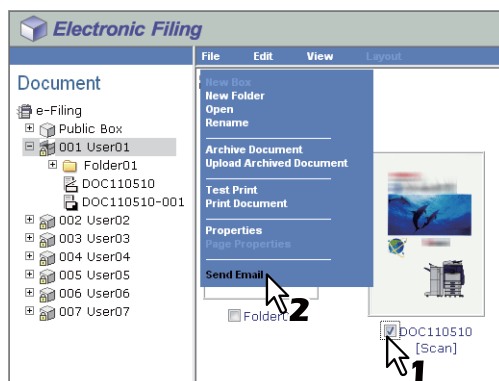 Electronic Filing
File Edit View Layout
Document
e-Filing
Public Box
001 User01
Folder01
DOC110510
DOC110510-001
002 User02
003 User03
004 User04
005 User05
006 User06
007 User07
New Box
New Folder
Open
Rename
Archive Document
Upload Archived Document
Test Print
Print Document
Properties
Page Properties
Send Email
2
Folder
DOC110510
[Scan]
1